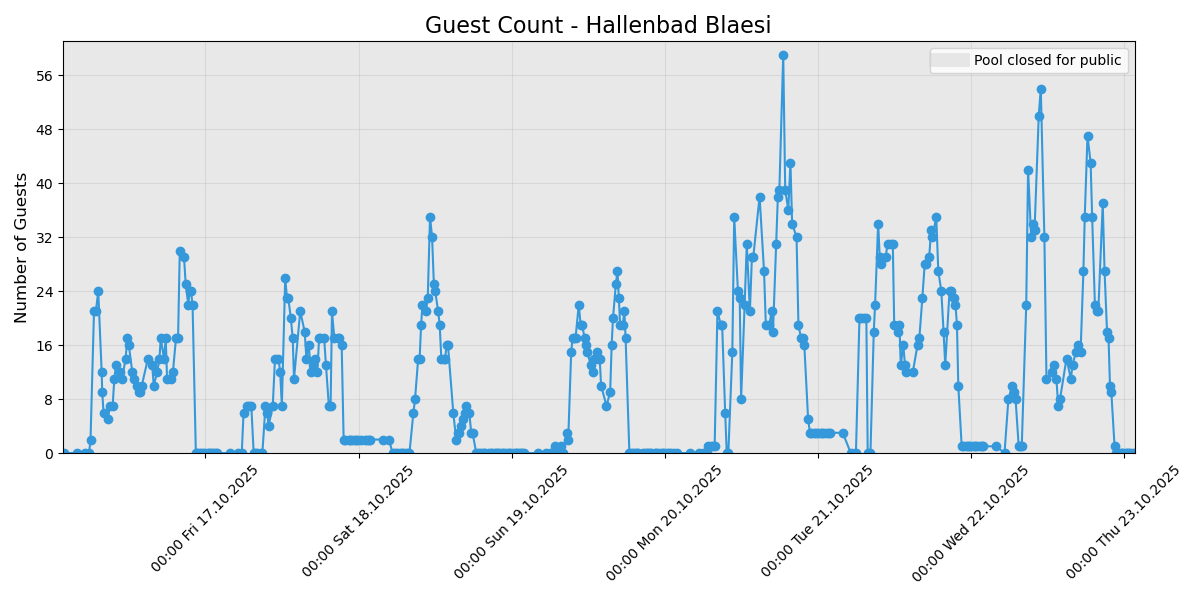 Guest Count - Hallenbad Blaesi
Pool closed for public
Number of Guests
56
48
40
32
24
16
8
0
00:00 Fri 17.10.2025
00:00 Sat 18.10.2025
00:00 Sun 19.10.2025
00:00 Mon 20.10.2025
00:00 Tue 21.10.2025
00:00 Wed 22.10.2025
00:00 Thu 23.10.2025